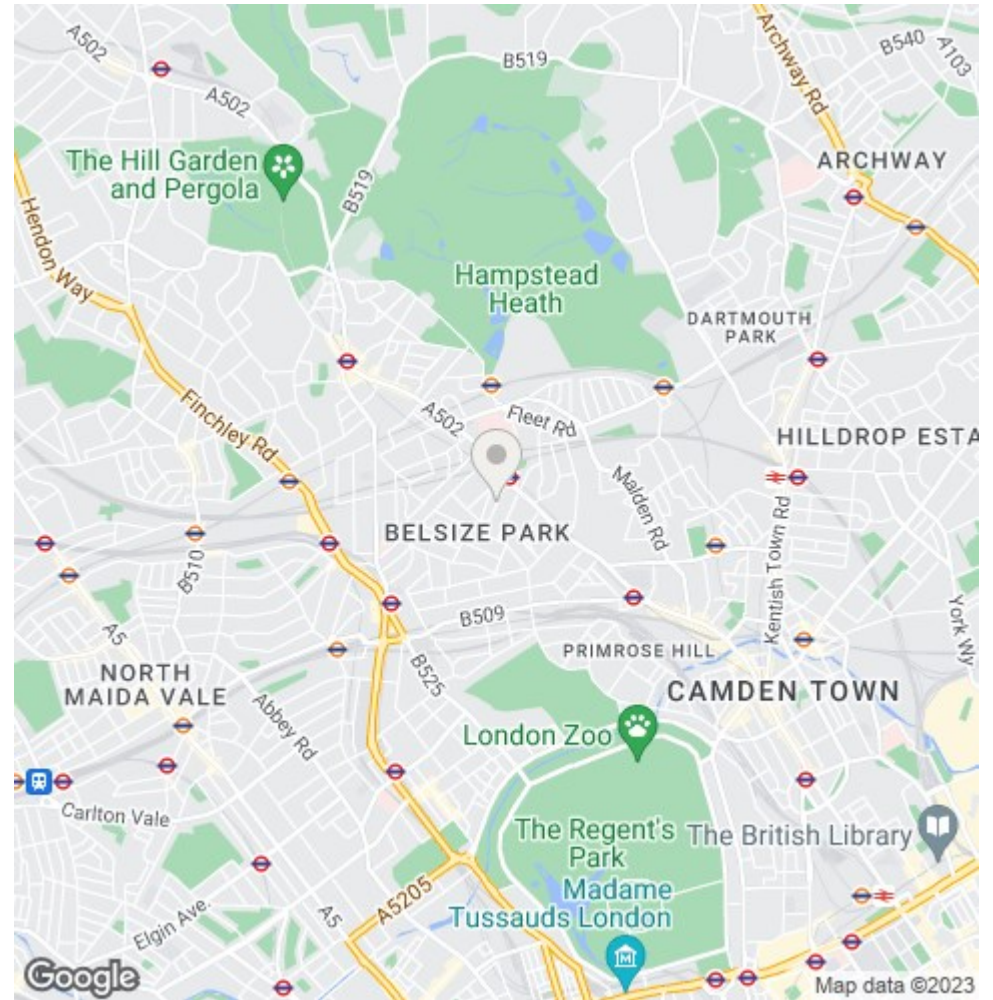 A502
B519
B540
A103
A502
Archway Rd
The Hill Garden
and Pergola
ARCHWAY
B519
Hendon Way
Hampstead
Heath
DARTMOUTH
PARK
Finchley Rd
A502
Fleet Rd
HILLDROP ESTA
Malden Rd
BELSIZE PARK
Kentish Town Rd
B510
B509
York Wy
A5
PRIMROSE HILL
NORTH
MAIDA VALE
B525
CAMDEN TOWN
Abbey Rd
London Zoo
Carlton Vale
The Regent's
Park
The British Library
Madame
Tussauds London
A5205
A5
Elgin Ave.
Google
Map data ©2023